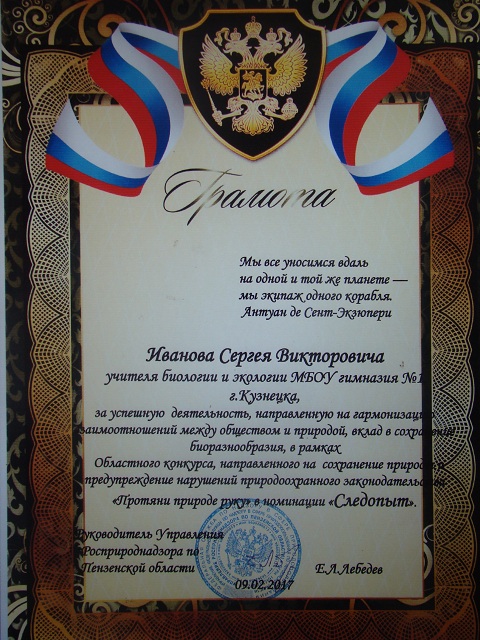 Грамота
Мы все уносимся вдаль
на одной и той же планете —
мы экипаж одного корабля.
Антуан де Сент-Экзюпери
Иванова Сергея Викторовича
учителя биологии и экологии МБОУ гимназия №1
г.Кузнецка,
за успешную деятельность, направленную на гармонизацию
взаимоотношений между обществом и природой, вклад в сохранение
биоразнообразия, в рамках
Областного конкурса, направленного на сохранение природы и
предупреждение нарушений природоохранного законодательства
«Протяни природе руку» в номинации «Следопыт».
Руководитель Управления
Росприроднадзора по
Пензенской области
Е.Л.Лебедев
09.02.2017